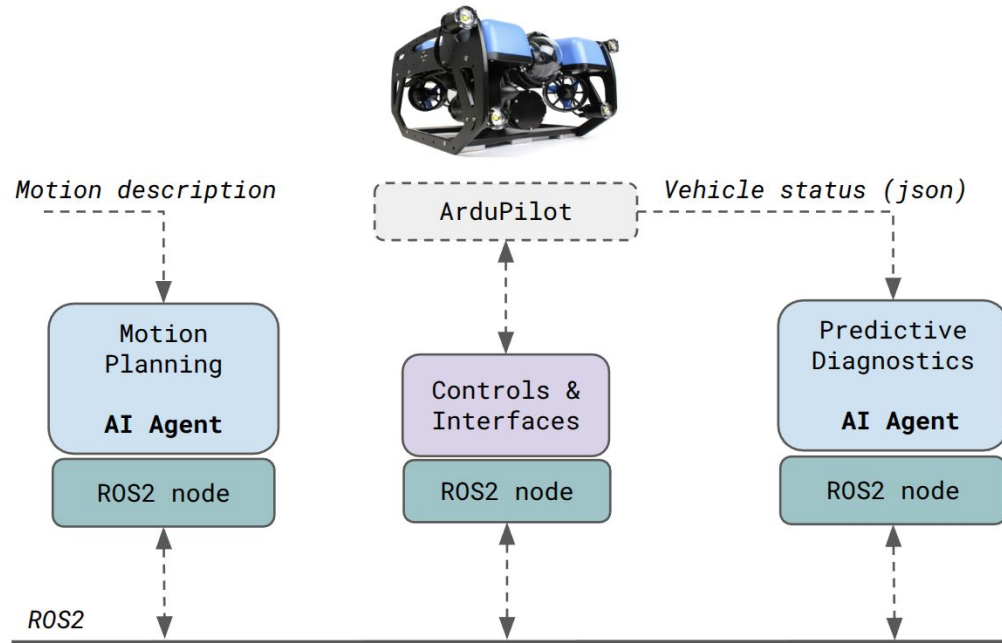 Motion description
ArduPilot
Vehicle status (json)
Motion
Planning
AI Agent
ROS2 node
Controls &
Interfaces
ROS2 node
Predictive
Diagnostics
AI Agent
ROS2 node
ROS2